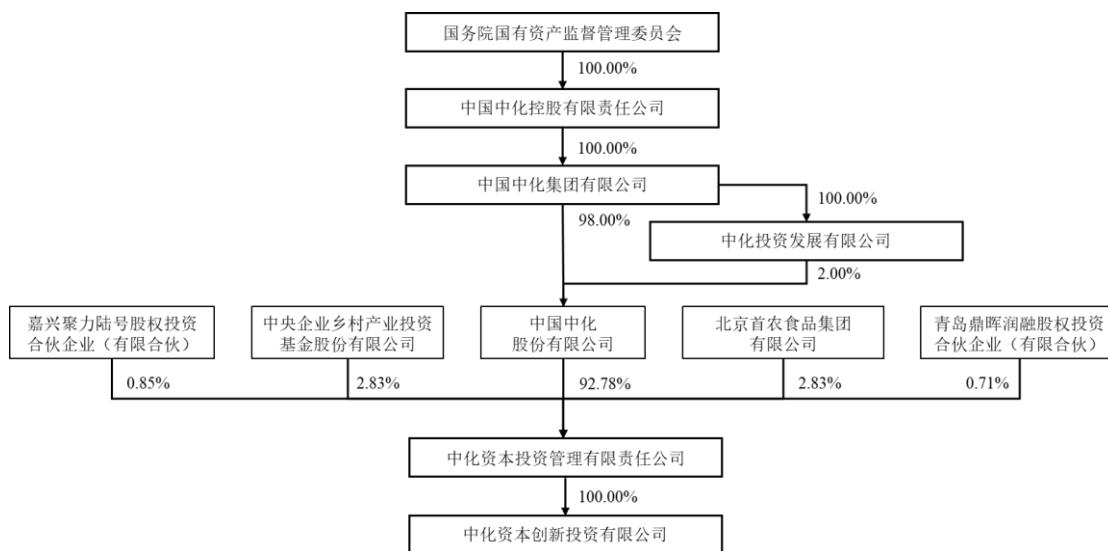 国务院国有资产监督管理委员会
100.00%
中国中化控股有限责任公司
100.00%
中国中化集团有限公司
100.00%
98.00%
中化投资发展有限公司
2.00%
嘉兴聚力陆号股权投资
合伙企业（有限合伙）
中央企业乡村产业投资
基金股份有限公司
中国中化
股份有限公司
北京首农食品集团
有限公司
青岛鼎晖润融股权投资
合伙企业（有限合伙）
0.85%
2.83%
92.78%
2.83%
0.71%
中化资本投资管理有限责任公司
100.00%
中化资本创新投资有限公司